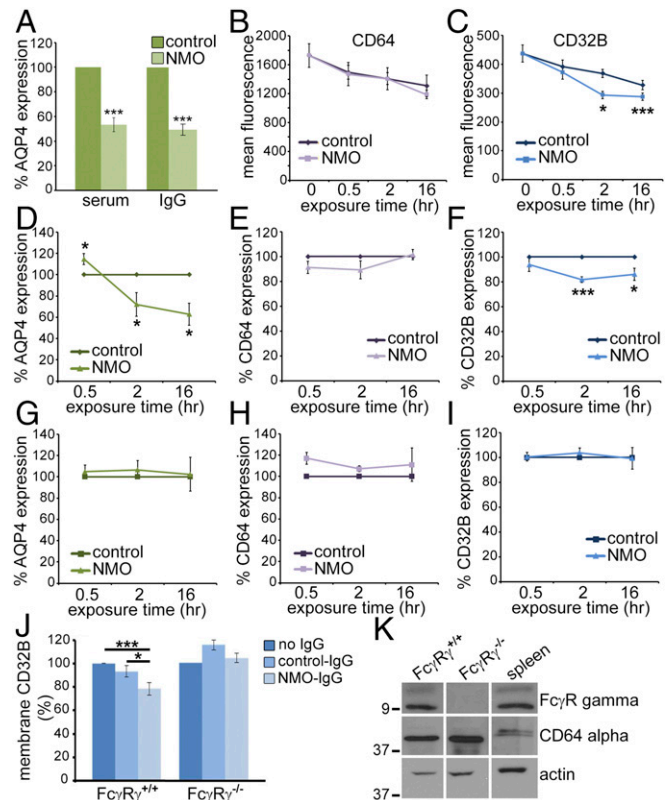 A
% AQP4 expression
120
100
80
60
40
20
0
control
NMO
***
***
serum
IgG
B
CD64
mean fluorescence
2000
1600
1200
800
400
0
control
NMO
0 0.5 2 16
exposure time (hr)
C
CD32B
mean fluorescence
500
400
300
200
100
0
control
NMO
*
***
0 0.5 2 16
exposure time (hr)
D
% AQP4 expression
120
100
80
60
40
20
0
*
*
*
control
NMO
0.5 2 16
exposure time (hr)
E
% CD64 expression
120
100
80
60
40
20
0
control
NMO
0.5 2 16
exposure time (hr)
F
% CD32B expression
120
100
80
60
40
20
0
***
*
control
NMO
0.5 2 16
exposure time (hr)
G
% AQP4 expression
140
120
100
80
60
40
20
0
control
NMO
0.5 2 16
exposure time (hr)
H
% CD64 expression
140
120
100
80
60
40
20
0
control
NMO
0.5 2 16
exposure time (hr)
I
% CD32B expression
120
100
80
60
40
20
0
control
NMO
0.5 2 16
exposure time (hr)
J
membrane CD32B
(%)
120
100
80
60
40
20
0
***
*
no IgG
control-IgG
NMO-IgG
FcγRγ+/+
FcγRγ-/-
K
FcγRγ+/+
FcγRγ-/-
spleen
9
FcγR gamma
37
CD64 alpha
37
actin